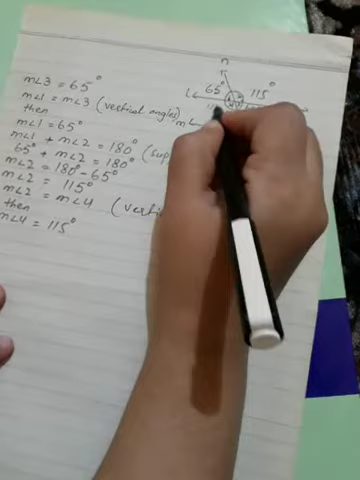 m∠3 = 65°
m∠1 = m∠3 (vertical angles)
then
m∠1 = 65°
m∠1 + m∠2 = 180° (sup
65° + m∠2 = 180°
m∠2 = 180° - 65°
m∠2 = 115°
m∠2 = m∠4 (verti
then
m∠4 = 115°
n
65° 115°
l
m